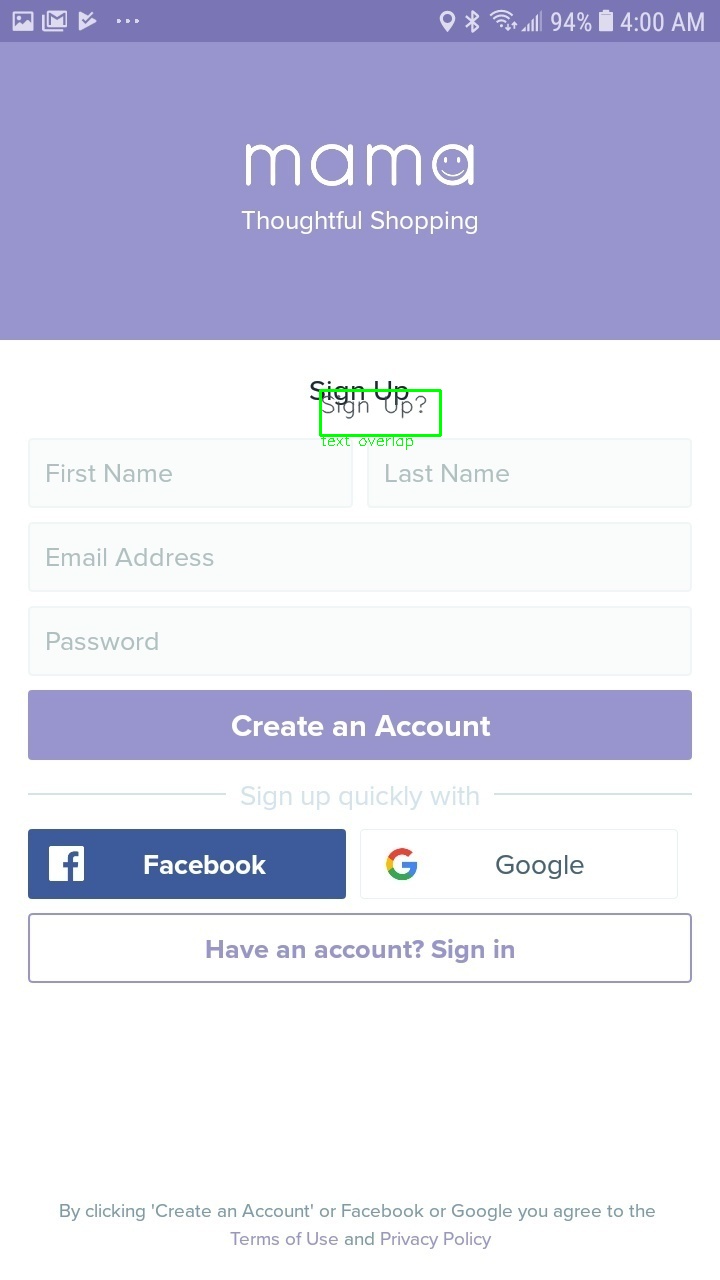 94% 4:00 AM
mama
Thoughtful Shopping
Sign Up
Sign Up?
text overlap
First Name Last Name
Email Address
Password
Create an Account
Sign up quickly with
Facebook Google
Have an account? Sign in
By clicking 'Create an Account' or Facebook or Google you agree to the
Terms of Use and Privacy Policy